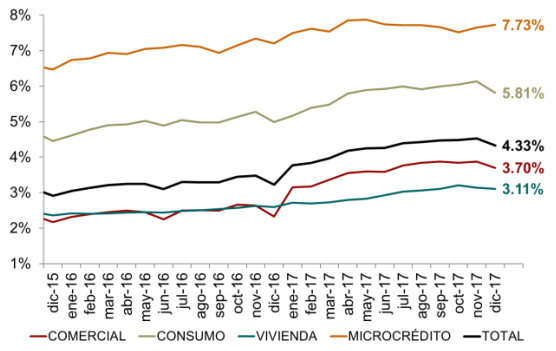 8%
7%
6%
5%
4%
3%
2%
1%
7.73%
5.81%
4.33%
3.70%
3.11%
dic-15
ene-16
feb-16
mar-16
abr-16
may-16
jun-16
jul-16
ago-16
sep-16
oct-16
nov-16
dic-16
ene-17
feb-17
mar-17
abr-17
may-17
jun-17
jul-17
ago-17
sep-17
oct-17
nov-17
dic-17
COMERCIAL CONSUMO VIVIENDA MICROCRÉDITO TOTAL